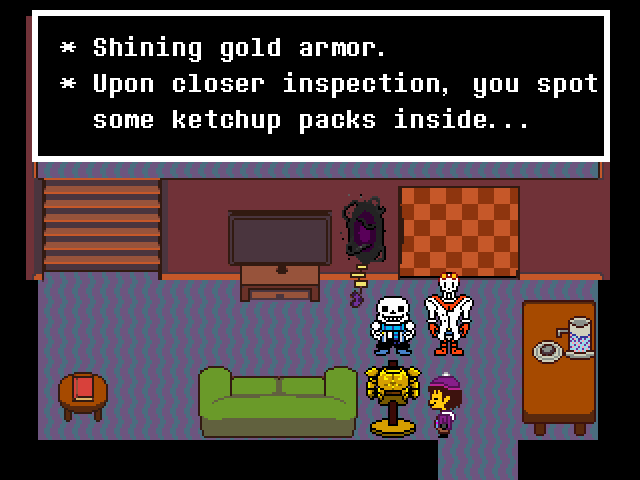 * Shining gold armor.
* Upon closer inspection, you spot
some ketchup packs inside...